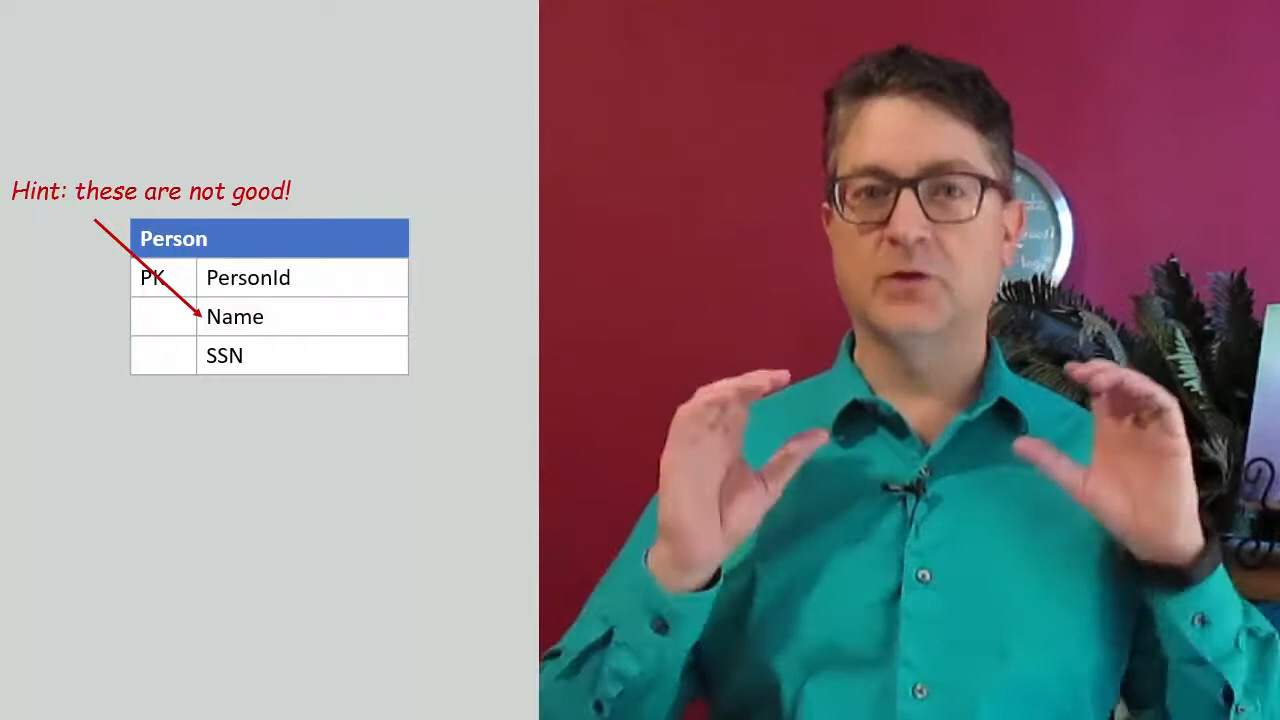 Hint: these are not good!
Person
PK PersonId
Name
SSN